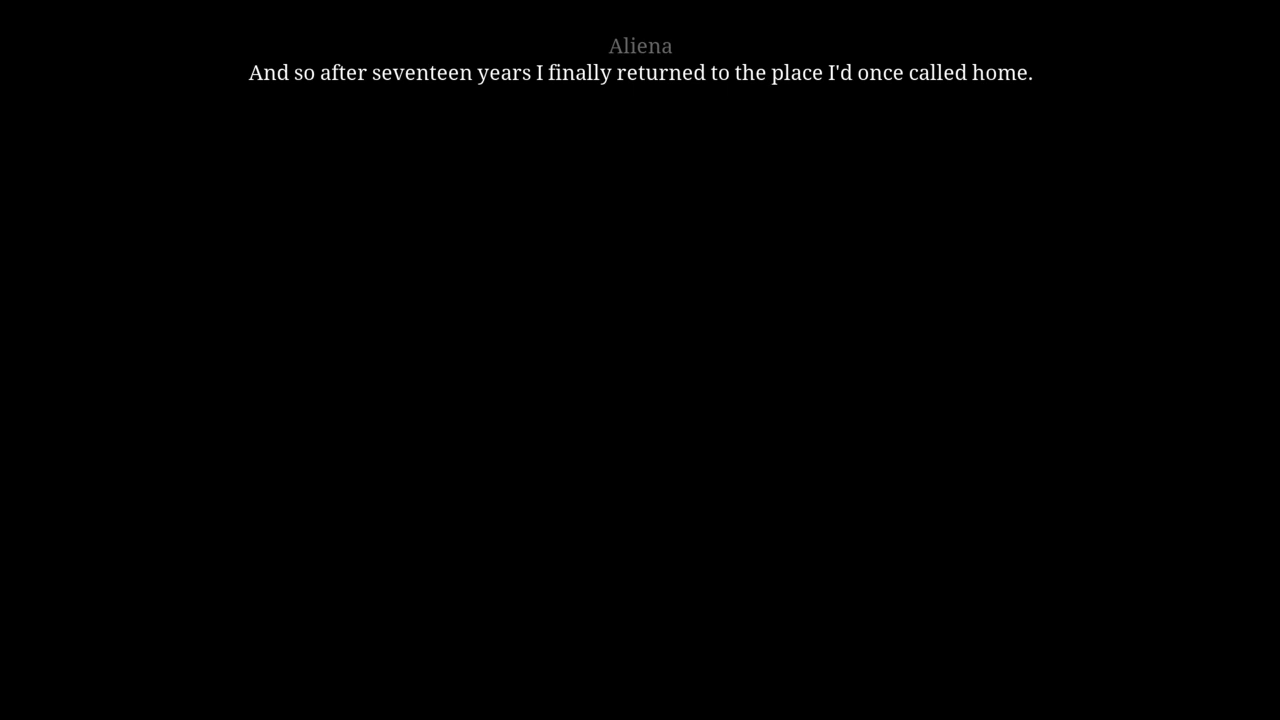 Aliena
And so after seventeen years I finally returned to the place I'd once called home.